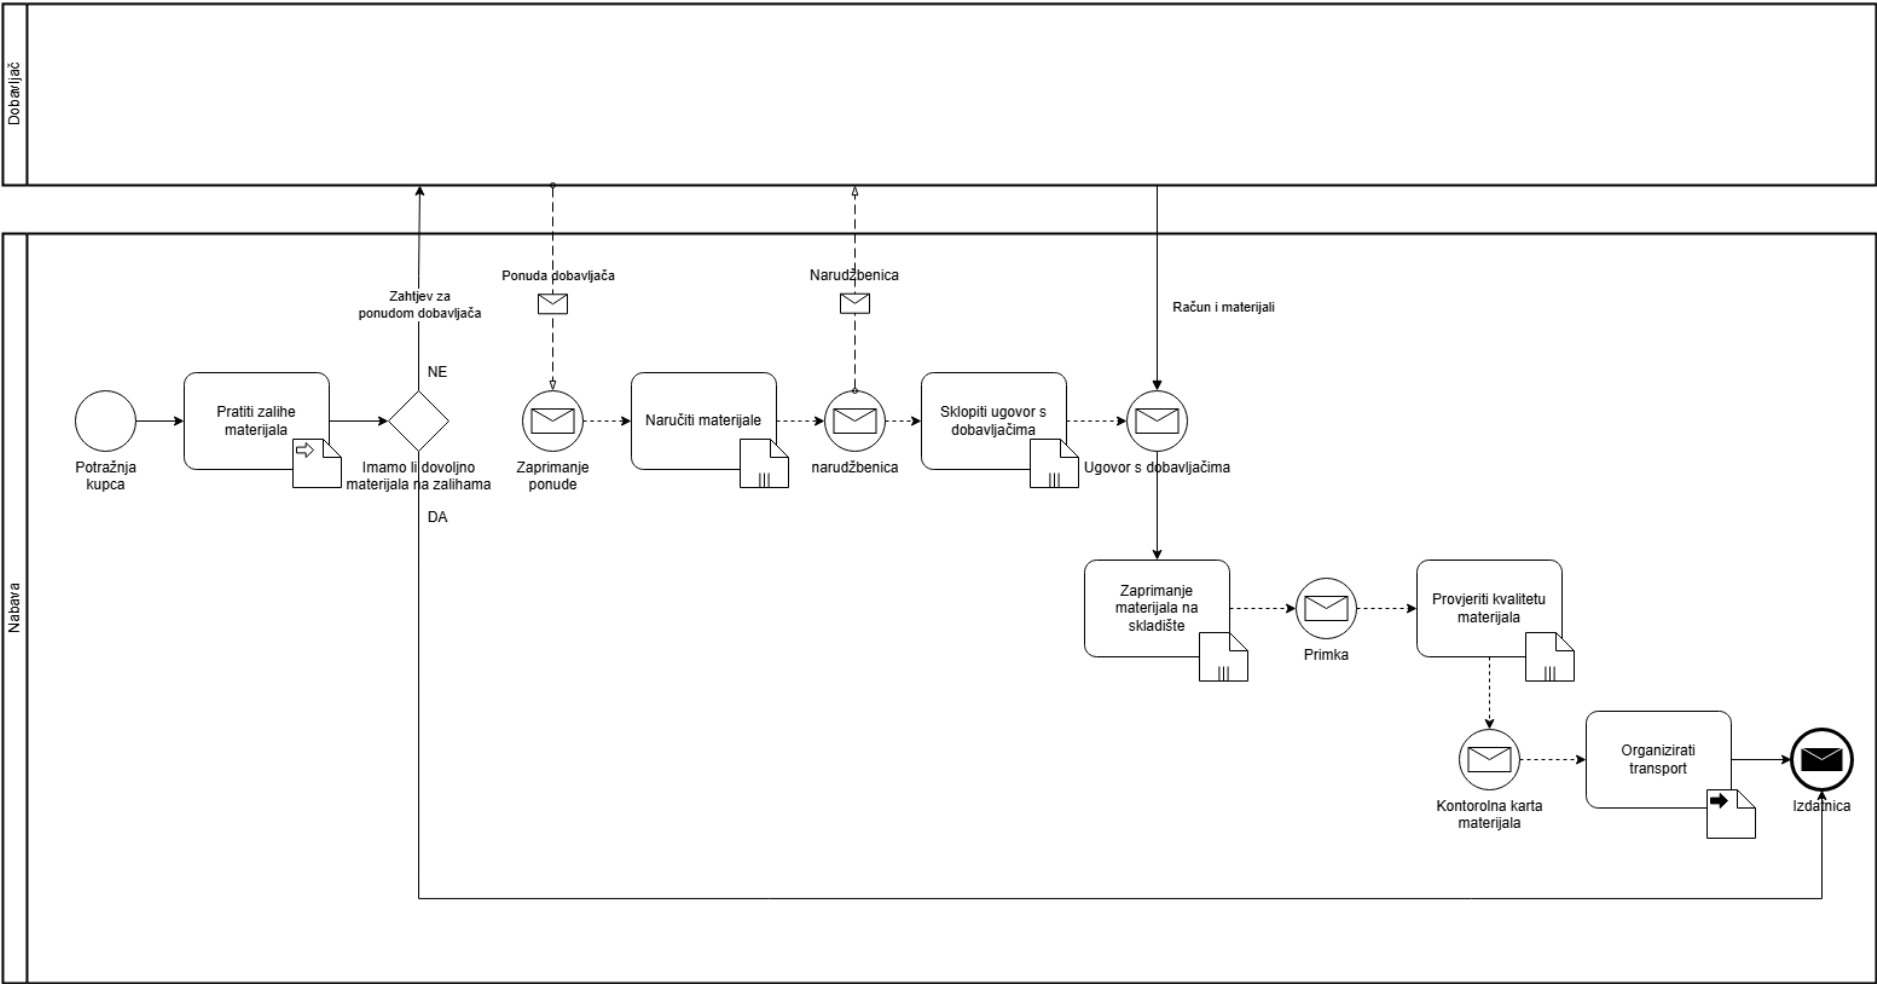 Dobavljač
Nabava
Zahtjev za
ponudom dobavljača
Ponuda dobavljača
Narudžbenica
Račun i materijali
NE
Potražnja
kupca
Pratiti zalihe
materijala
Imamo li dovoljno
materijala na zalihama
DA
Zaprimanje
ponude
Naručiti materijale
narudžbenica
Sklopiti ugovor s
dobavljačima
Ugovor s dobavljačima
Zaprimanje
materijala na
skladište
Primka
Provjeriti kvalitetu
materijala
Kontorolna karta
materijala
Organizirati
transport
Izdatnica